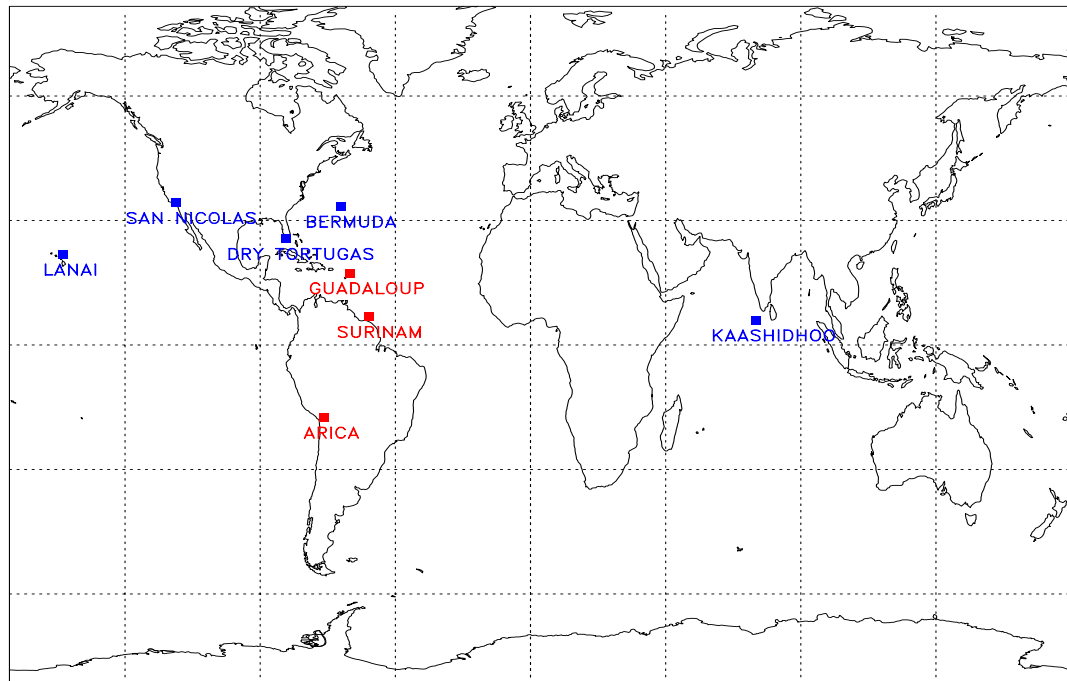 SAN NICOLAS
BERMUDA
DRY TORTUGAS
LANAI
GUADALOUP
SURINAM
KAASHIDHOO
ARICA